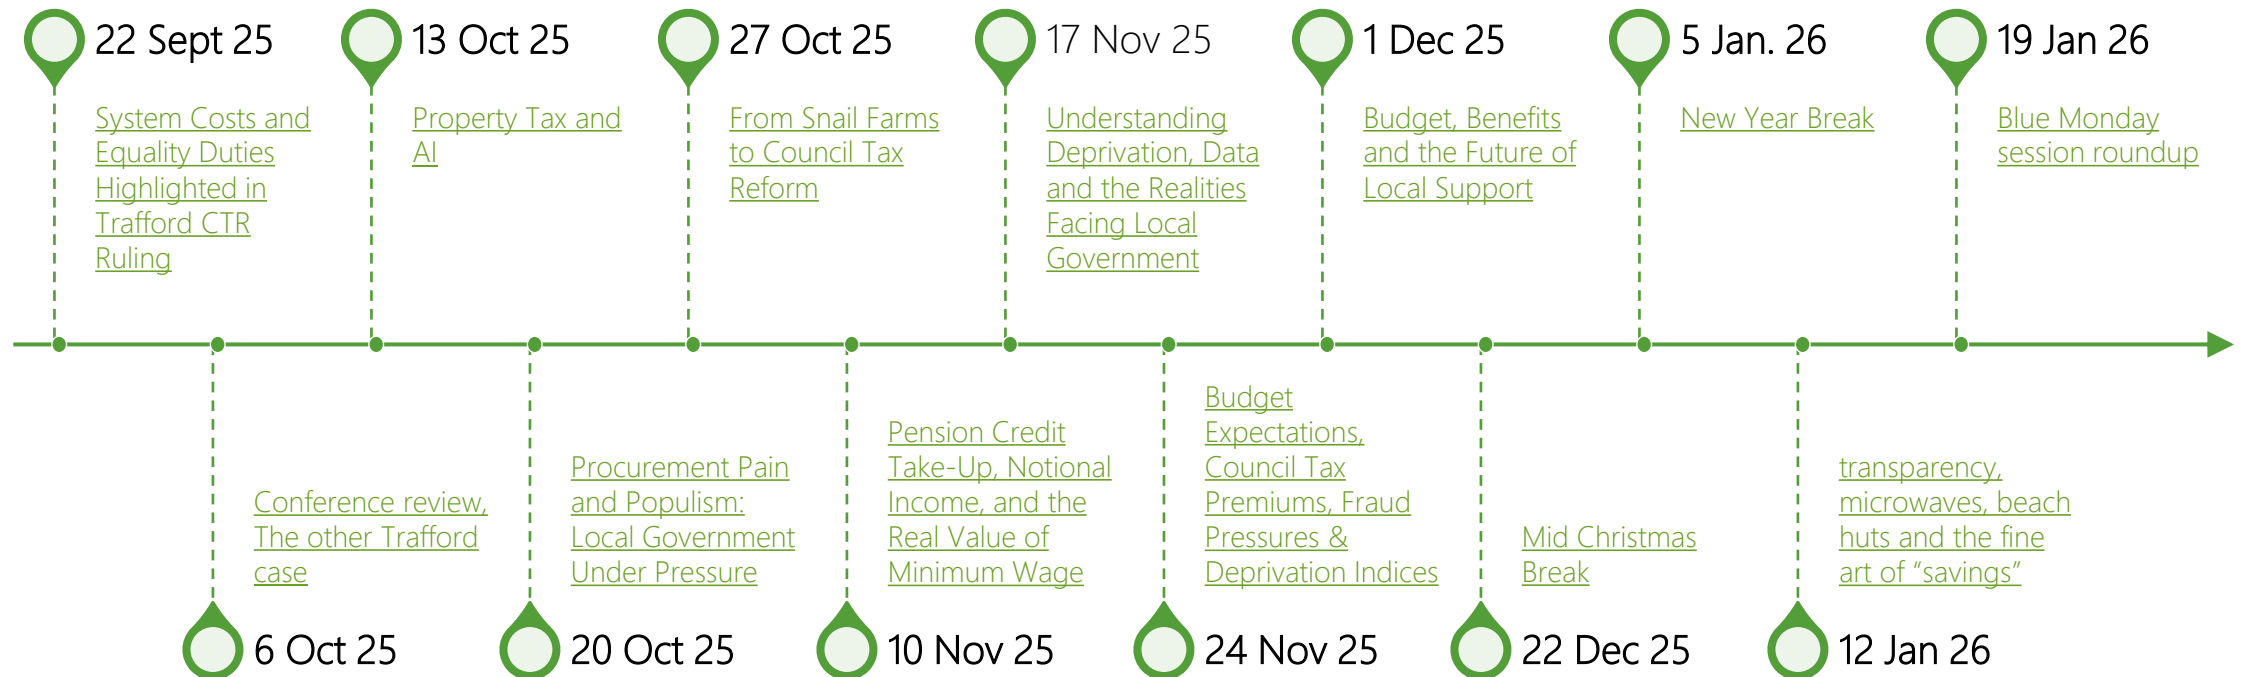 22 Sept 25
System Costs and
Equality Duties
Highlighted in
Trafford CTR
Ruling
13 Oct 25
Property Tax and
AI
27 Oct 25
From Snail Farms
to Council Tax
Reform
17 Nov 25
Understanding
Deprivation, Data
and the Realities
Facing Local
Government
1 Dec 25
Budget, Benefits
and the Future of
Local Support
5 Jan. 26
New Year Break
19 Jan 26
Blue Monday
session roundup
Conference review,
The other Trafford
case
6 Oct 25
Procurement Pain
and Populism:
Local Government
Under Pressure
20 Oct 25
Pension Credit
Take-Up, Notional
Income, and the
Real Value of
Minimum Wage
10 Nov 25
Budget
Expectations,
Council Tax
Premiums, Fraud
Pressures &
Deprivation Indices
24 Nov 25
Mid Christmas
Break
22 Dec 25
transparency,
microwaves, beach
huts and the fine
art of “savings”
12 Jan 26